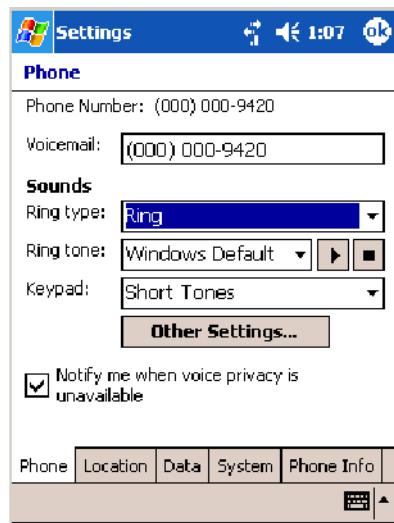 Settings 1:07 ok
Phone
Phone Number: (000) 000-9420
Voicemail: (000) 000-9420
Sounds
Ring type: Ring
Ring tone: Windows Default
Keypad: Short Tones
Other Settings...
Notify me when voice privacy is
unavailable
Phone Location Data System Phone Info